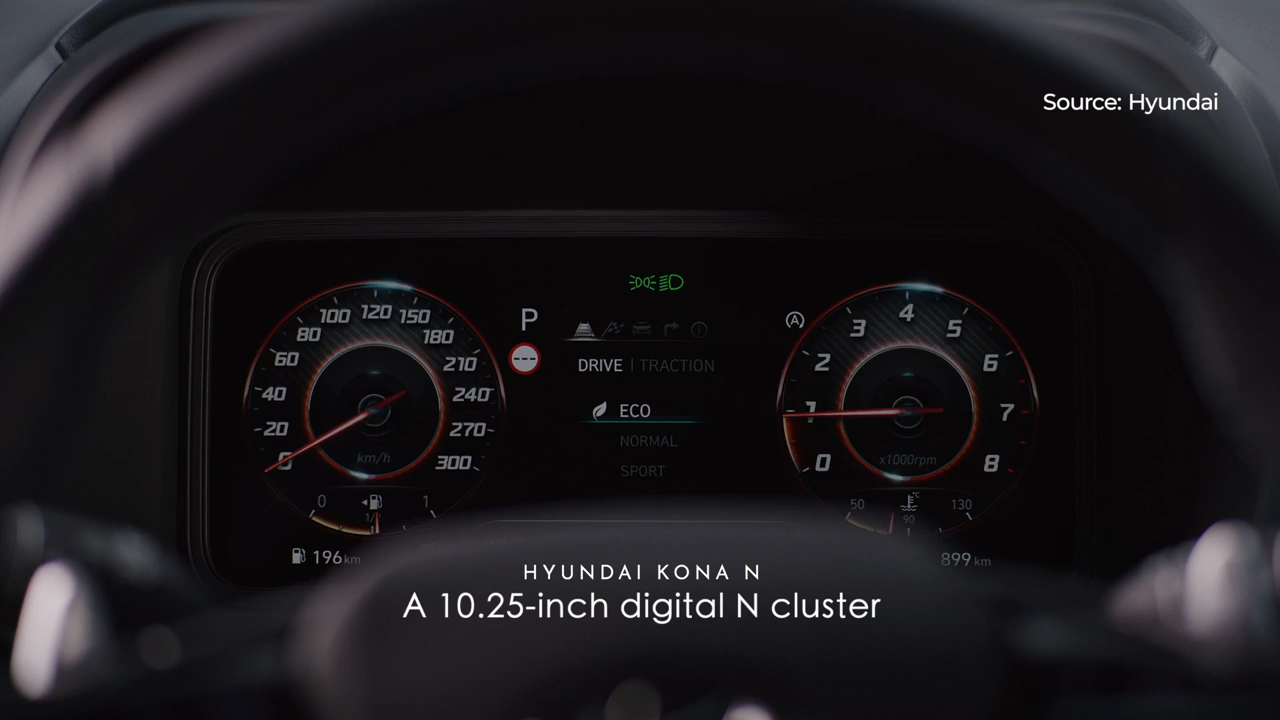 Source: Hyundai
100 120 150
80 180
60 210
40 240
20 270
0 300
km/h
P
DRIVE | TRACTION
ECO
NORMAL
SPORT
A
4
3 5
2 6
1 7
0 8
x1000rpm
0 1
50 130
°C
90
196 km
899 km
HYUNDAI KONA N
A 10.25-inch digital N cluster